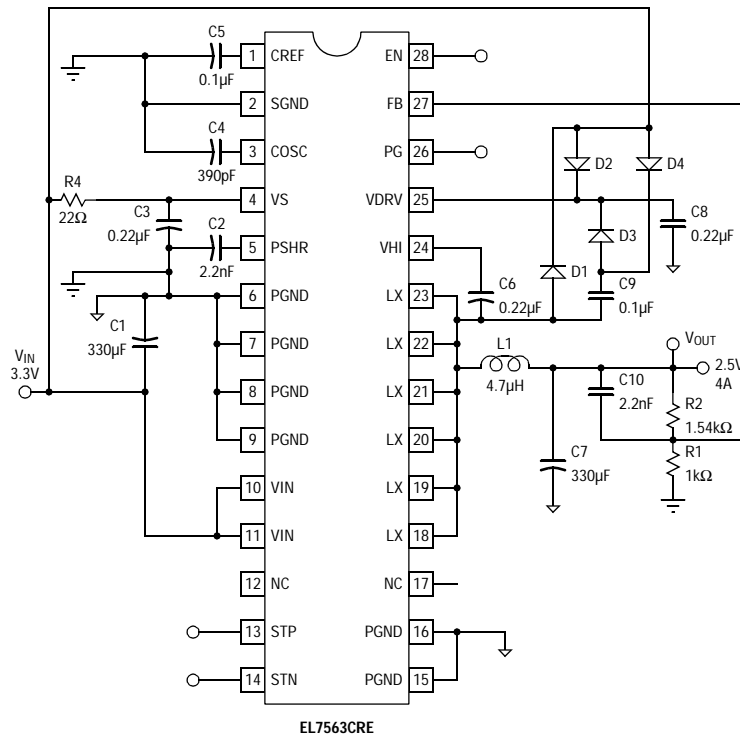 C5
0.1µF
1 CREF
EN 28
2 SGND
FB 27
C4
390pF
3 COSC
PG 26
D2
D4
R4
22Ω
4 VS
VDRV 25
C3
0.22µF
C2
2.2nF
5 PSHR
VHI 24
D3
C8
0.22µF
D1
6 PGND
LX 23
C6
0.22µF
C9
0.1µF
C1
330µF
7 PGND
LX 22
VIN
3.3V
L1
4.7µH
VOUT
2.5V
4A
8 PGND
LX 21
C10
2.2nF
R2
1.54kΩ
9 PGND
LX 20
C7
330µF
R1
1kΩ
10 VIN
LX 19
11 VIN
LX 18
12 NC
NC 17
13 STP
PGND 16
14 STN
PGND 15
EL7563CRE